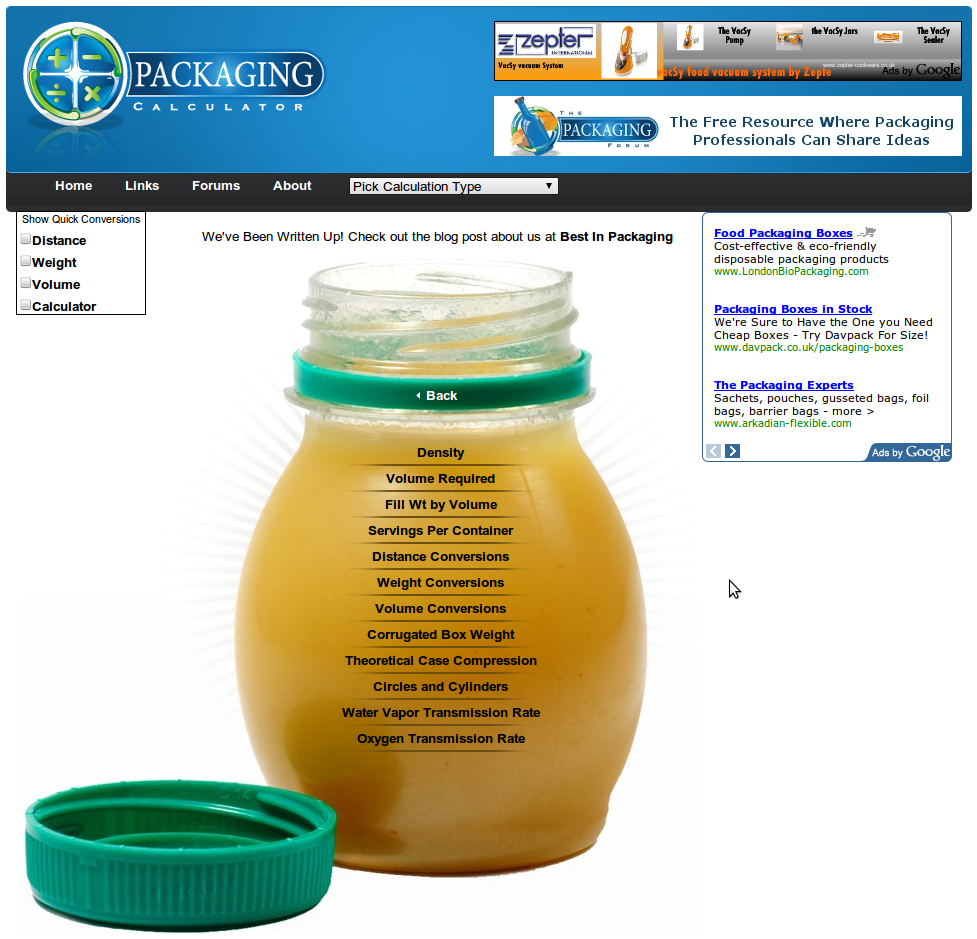 PACKAGING
CALCULATOR
zepter
INTERNATIONAL
VacSy vacuum System
The VacSy
Pump
the VacSy Jars
The VacSy
Sealer
www.zepter-cookware.co.uk
vacSy food vacuum system by Zepte
Ads by Google
THE
PACKAGING
FORUM
The Free Resource Where Packaging
Professionals Can Share Ideas
Home Links Forums About Pick Calculation Type
Show Quick Conversions
Distance
Weight
Volume
Calculator
We've Been Written Up! Check out the blog post about us at Best In Packaging
Back
Density
Volume Required
Fill Wt by Volume
Servings Per Container
Distance Conversions
Weight Conversions
Volume Conversions
Corrugated Box Weight
Theoretical Case Compression
Circles and Cylinders
Water Vapor Transmission Rate
Oxygen Transmission Rate
Food Packaging Boxes
Cost-effective & eco-friendly
disposable packaging products
www.LondonBioPackaging.com
Packaging Boxes in Stock
We're Sure to Have the One you Need
Cheap Boxes - Try Davpack For Size!
www.davpack.co.uk/packaging-boxes
The Packaging Experts
Sachets, pouches, gusseted bags, foil
bags, barrier bags - more >
www.arkadian-flexible.com
Ads by Google